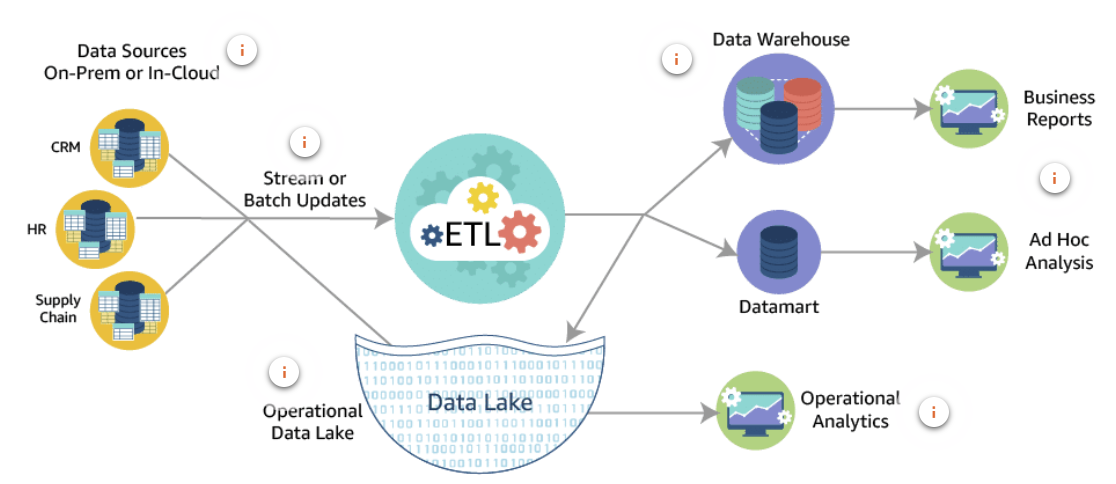 Data Sources
On-Prem or In-Cloud
i
CRM
HR
Supply
Chain
i
Stream or
Batch Updates
ETL
i
Data Warehouse
Business
Reports
i
Datamart
Ad Hoc
Analysis
i
Operational
Data Lake
Data Lake
Operational
Analytics
i